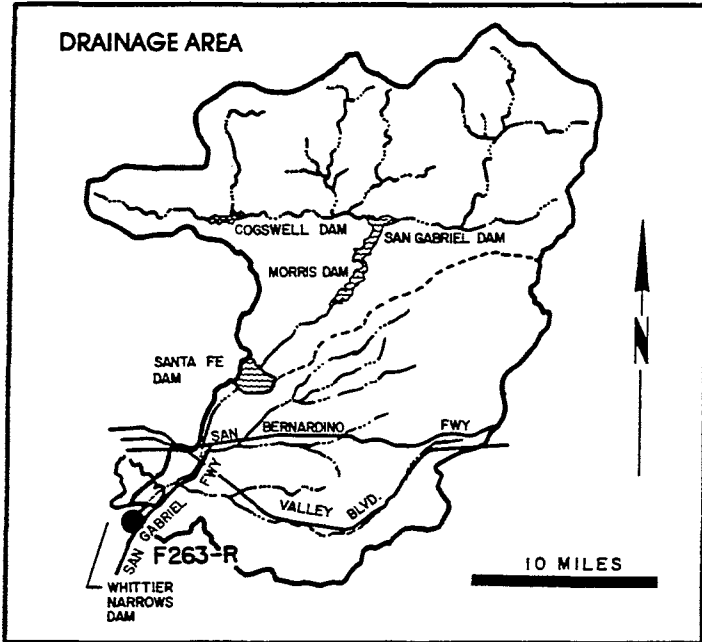 DRAINAGE AREA
COGSWELL DAM
SAN GABRIEL DAM
MORRIS DAM
N
SANTA FE
DAM
SAN BERNARDINO FWY
SAN GABRIEL FWY
VALLEY BLVD.
F263-R
WHITTIER
NARROWS
DAM
10 MILES